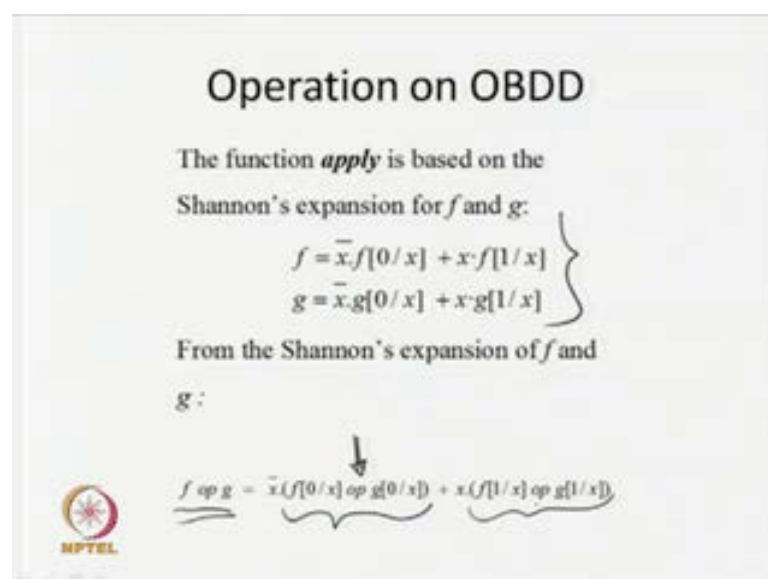 Operation on OBDD
The function apply is based on the
Shannon's expansion for f and g:
f = x̅.f[0/x] + x·f[1/x]
g = x̅.g[0/x] + x·g[1/x]
From the Shannon's expansion of f and
g :
f op g = x̅.(f[0/x] op g[0/x]) + x.(f[1/x] op g[1/x])
NPTEL